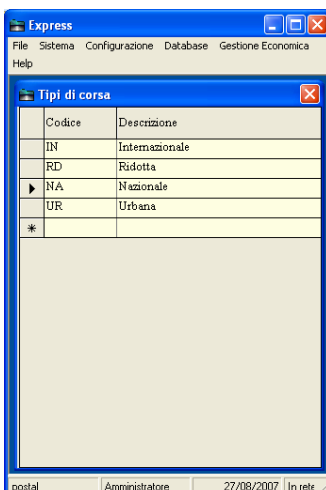 Express
File Sistema Configurazione Database Gestione Economica
Help
Tipi di corsa
Codice Descrizione
IN Internazionale
RD Ridotta
NA Nazionale
UR Urbana
postal Amministratore 27/08/2007 In rete